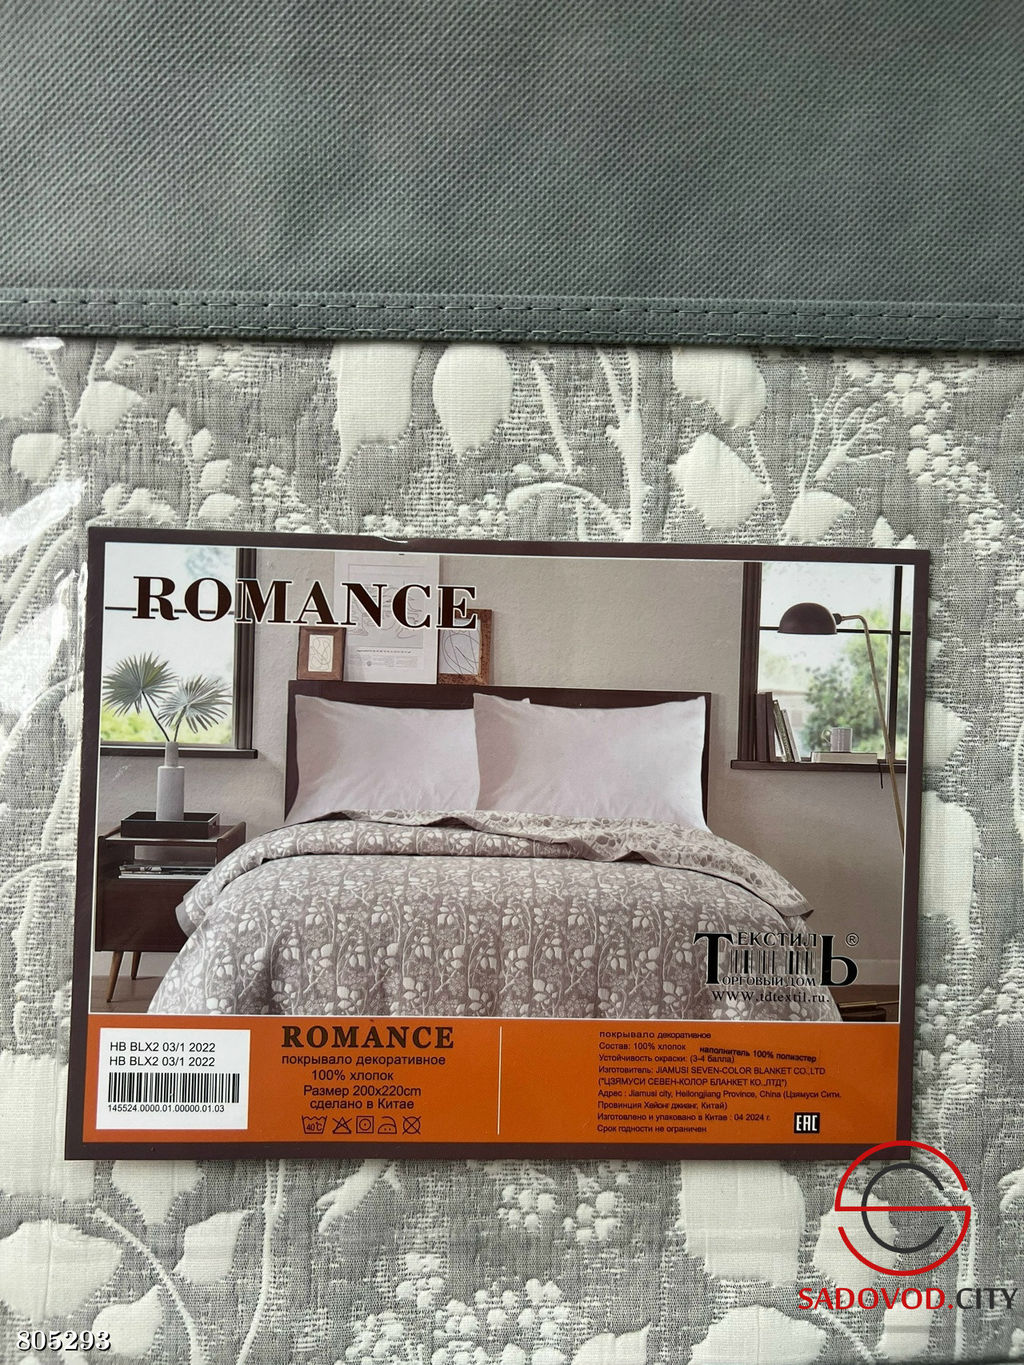 ROMANCE
ТЕКСТИЛЬ®
ТОРГОВЫЙ ДОМ
www.tdtextil.ru.
HB BLX2 03/1 2022
HB BLX2 03/1 2022
145524.0000.01.00000.01.03
ROMANCE
покрывало декоративное
100% хлопок
Размер 200х220cm
сделано в Китае
40°C
покрывало декоративное
Состав: 100% хлопок наполнитель 100% полиэстер
Устойчивость окраски: (3-4 балла)
Изготовитель: JIAMUSI SEVEN-COLOR BLANKET CO.,LTD
("ЦЗЯМУСИ СЕВЕН-КОЛОР БЛАНКЕТ КО.,ЛТД")
Адрес : Jiamusi city, Heilongjiang Province, China (Цзямуси Сити,
Провинция Хейонгджианг, Китай)
Изготовлено и упаковано в Китае : 04 2024 г.
Срок годности не ограничен
EAC
SADOVOD.CITY
805293